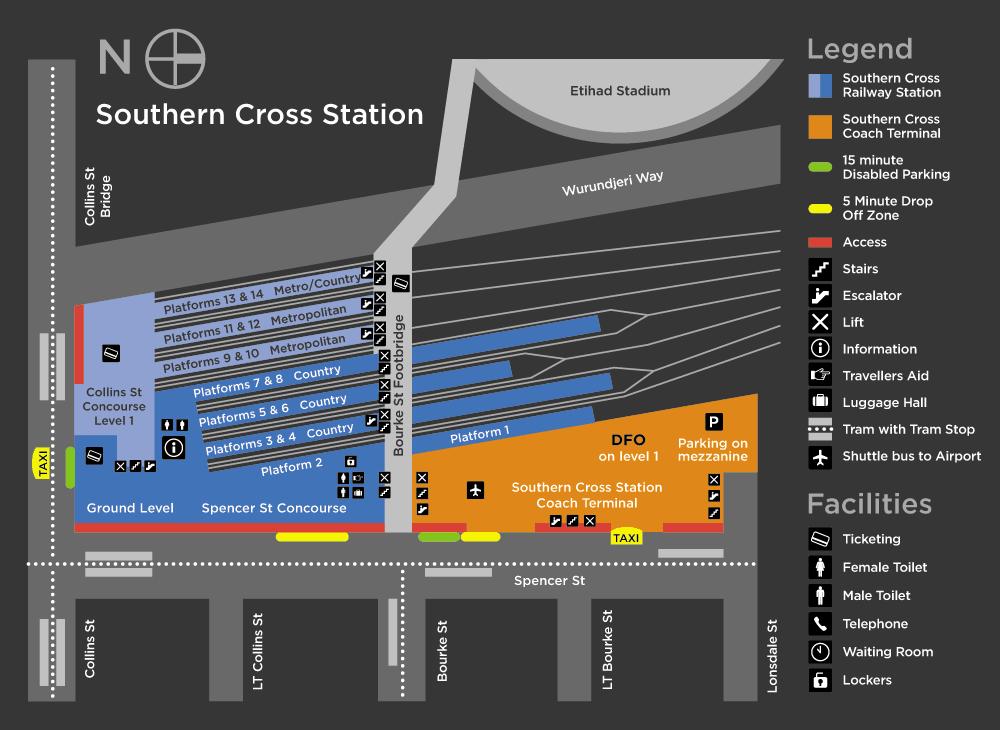 N
Southern Cross Station
Etihad Stadium
Wurundjeri Way
Collins St
Bridge
Platforms 13 & 14 Metro/Country
Platforms 11 & 12 Metropolitan
Platforms 9 & 10 Metropolitan
Platforms 7 & 8 Country
Platforms 5 & 6 Country
Platforms 3 & 4 Country
Platform 2
Platform 1
Bourke St Footbridge
Collins St
Concourse
Level 1
Ground Level
Spencer St Concourse
DFO
on level 1
P
Parking on
mezzanine
Southern Cross Station
Coach Terminal
TAXI
TAXI
Spencer St
Collins St
LT Collins St
Bourke St
LT Bourke St
Lonsdale St
Legend
Southern Cross
Railway Station
Southern Cross
Coach Terminal
15 minute
Disabled Parking
5 Minute Drop
Off Zone
Access
Stairs
Escalator
Lift
Information
Travellers Aid
Luggage Hall
Tram with Tram Stop
Shuttle bus to Airport
Facilities
Ticketing
Female Toilet
Male Toilet
Telephone
Waiting Room
Lockers